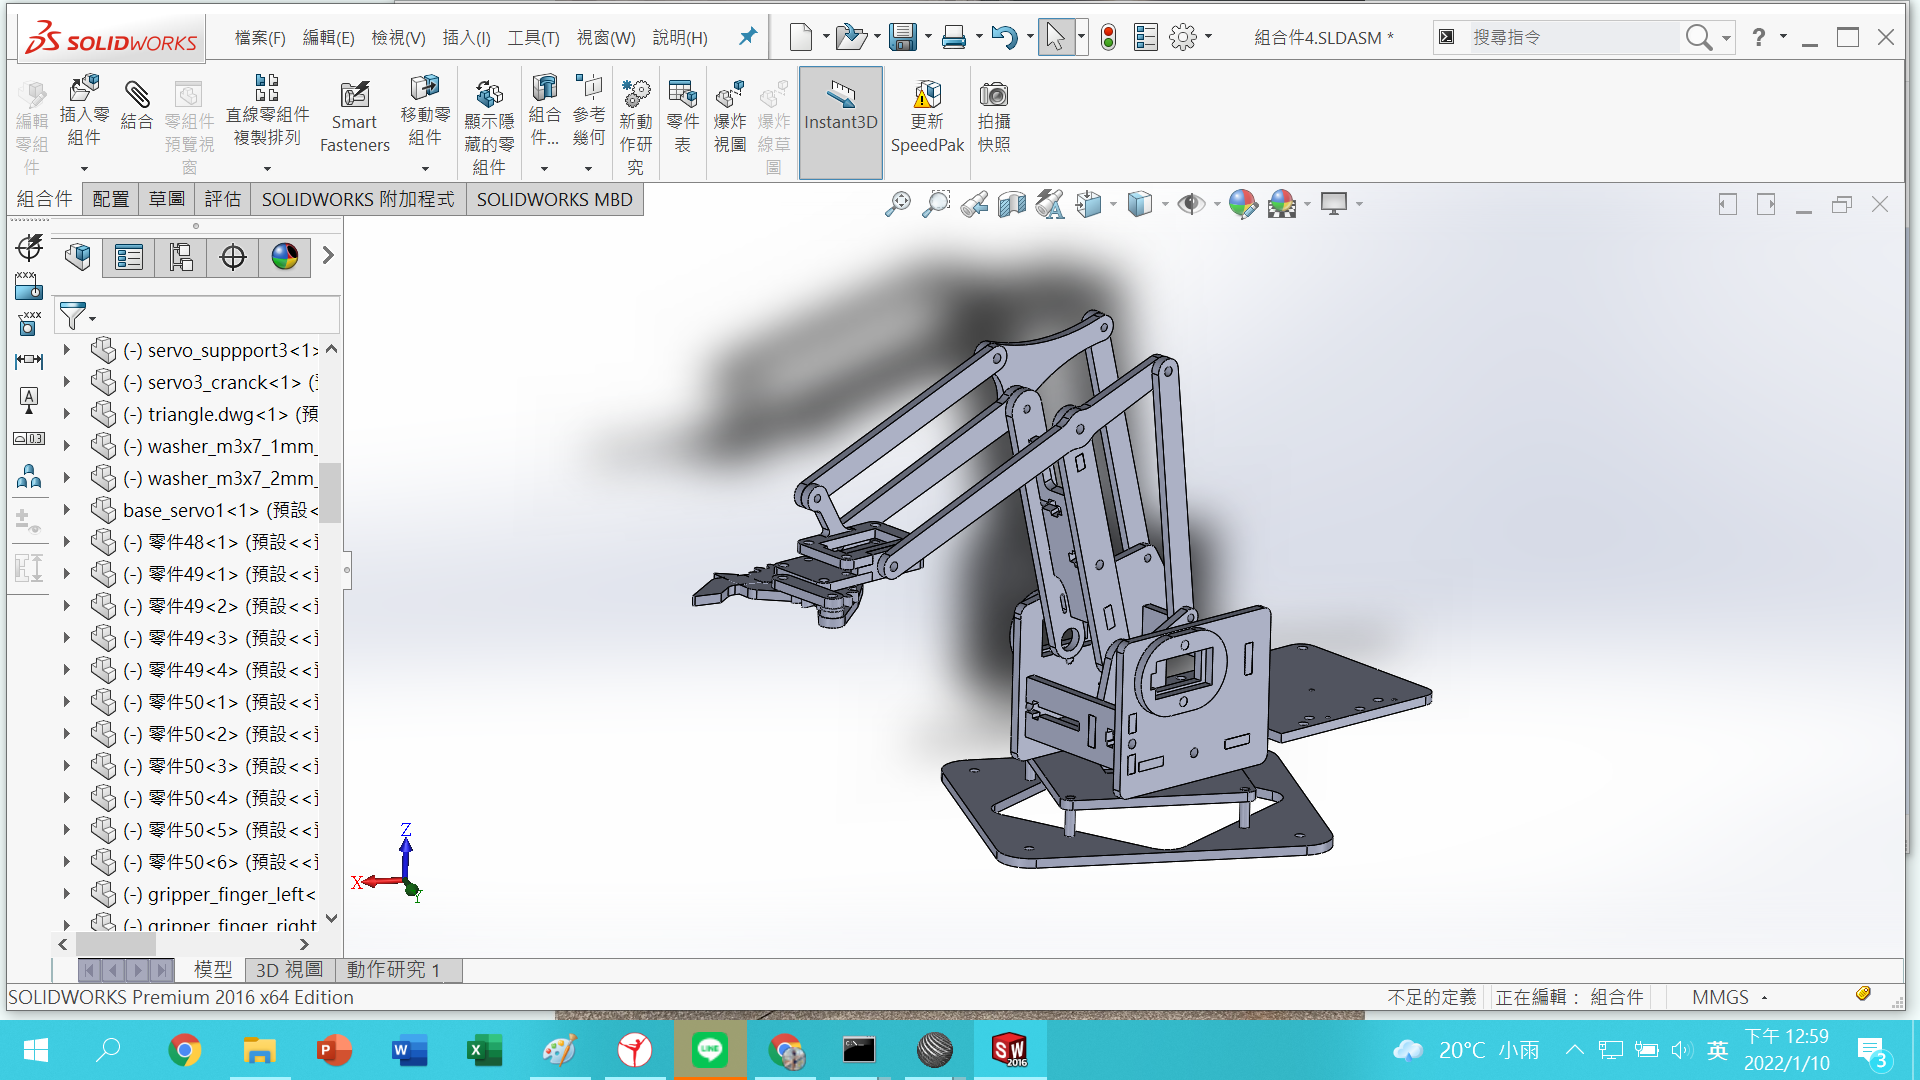 SOLIDWORKS
檔案(F) 編輯(E) 檢視(V) 插入(I) 工具(T) 視窗(W) 說明(H)
組合件4.SLDASM *
搜尋指令
?
編輯零組件
插入零組件
結合
零組件預覽視窗
直線零組件複製排列
Smart Fasteners
移動零組件
顯示隱藏的零組件
組合件...
參考幾何
新動作研究
零件表
爆炸視圖
爆炸線草圖
Instant3D
更新 SpeedPak
拍攝快照
組合件 配置 草圖 評估 SOLIDWORKS 附加程式 SOLIDWORKS MBD
(-) servo_suppport3<1>
(-) servo3_cranck<1>
(-) triangle.dwg<1> (預
(-) washer_m3x7_1mm_
(-) washer_m3x7_2mm_
base_servo1<1> (預設<
(-) 零件48<1> (預設<<
(-) 零件49<1> (預設<<
(-) 零件49<2> (預設<<
(-) 零件49<3> (預設<<
(-) 零件49<4> (預設<<
(-) 零件50<1> (預設<<
(-) 零件50<2> (預設<<
(-) 零件50<3> (預設<<
(-) 零件50<4> (預設<<
(-) 零件50<5> (預設<<
(-) 零件50<6> (預設<<
(-) gripper_finger_left<
(-) gripper_finger_right
Z
X
Y
模型 3D 視圖 動作研究 1
SOLIDWORKS Premium 2016 x64 Edition
不足的定義 正在編輯： 組合件 MMGS
20°C 小雨
英
下午 12:59
2022/1/10
3